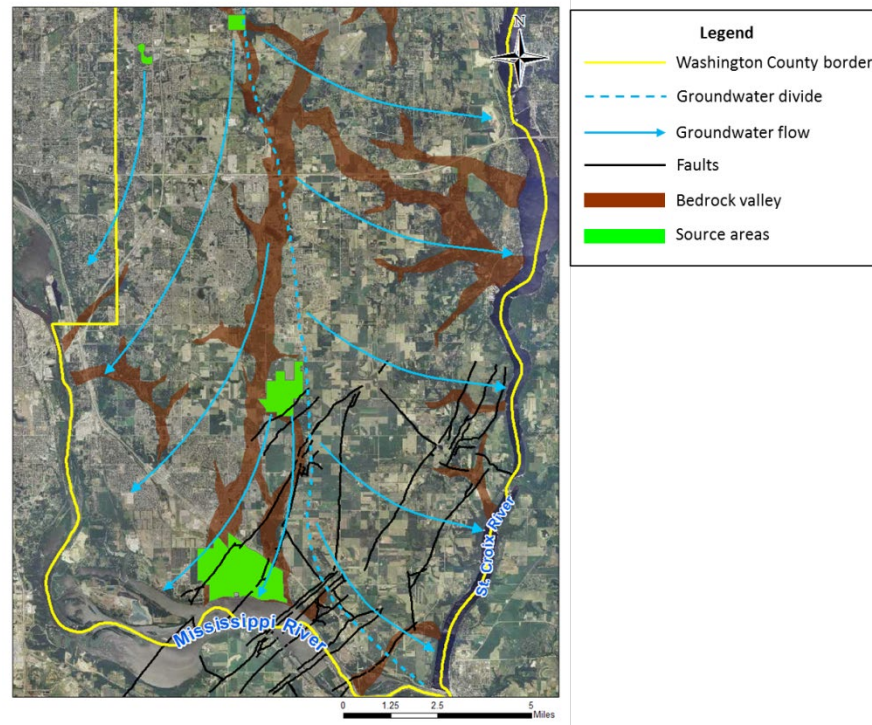 Legend
Washington County border
Groundwater divide
Groundwater flow
Faults
Bedrock valley
Source areas
N
St. Croix River
Mississippi River
0 1.25 2.5 5
Miles